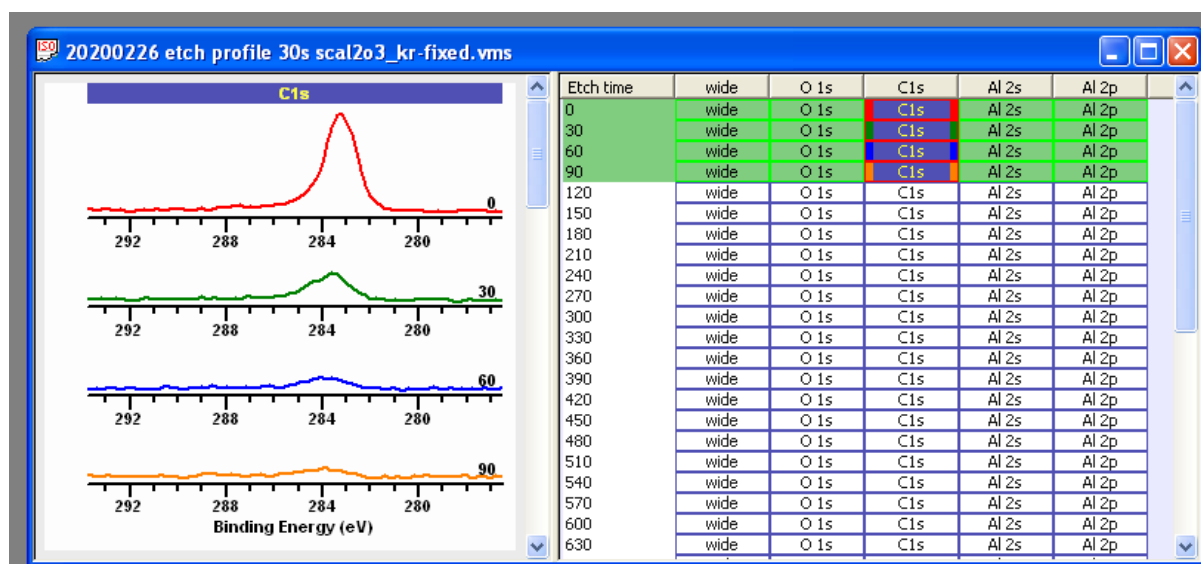 ISO 20200226 etch profile 30s scal2o3_kr-fixed.vms
C1s
0
292 288 284 280
30
292 288 284 280
60
292 288 284 280
90
292 288 284 280
Binding Energy (eV)
Etch time wide O 1s C1s Al 2s Al 2p
0 wide O 1s C1s Al 2s Al 2p
30 wide O 1s C1s Al 2s Al 2p
60 wide O 1s C1s Al 2s Al 2p
90 wide O 1s C1s Al 2s Al 2p
120 wide O 1s C1s Al 2s Al 2p
150 wide O 1s C1s Al 2s Al 2p
180 wide O 1s C1s Al 2s Al 2p
210 wide O 1s C1s Al 2s Al 2p
240 wide O 1s C1s Al 2s Al 2p
270 wide O 1s C1s Al 2s Al 2p
300 wide O 1s C1s Al 2s Al 2p
330 wide O 1s C1s Al 2s Al 2p
360 wide O 1s C1s Al 2s Al 2p
390 wide O 1s C1s Al 2s Al 2p
420 wide O 1s C1s Al 2s Al 2p
450 wide O 1s C1s Al 2s Al 2p
480 wide O 1s C1s Al 2s Al 2p
510 wide O 1s C1s Al 2s Al 2p
540 wide O 1s C1s Al 2s Al 2p
570 wide O 1s C1s Al 2s Al 2p
600 wide O 1s C1s Al 2s Al 2p
630 wide O 1s C1s Al 2s Al 2p